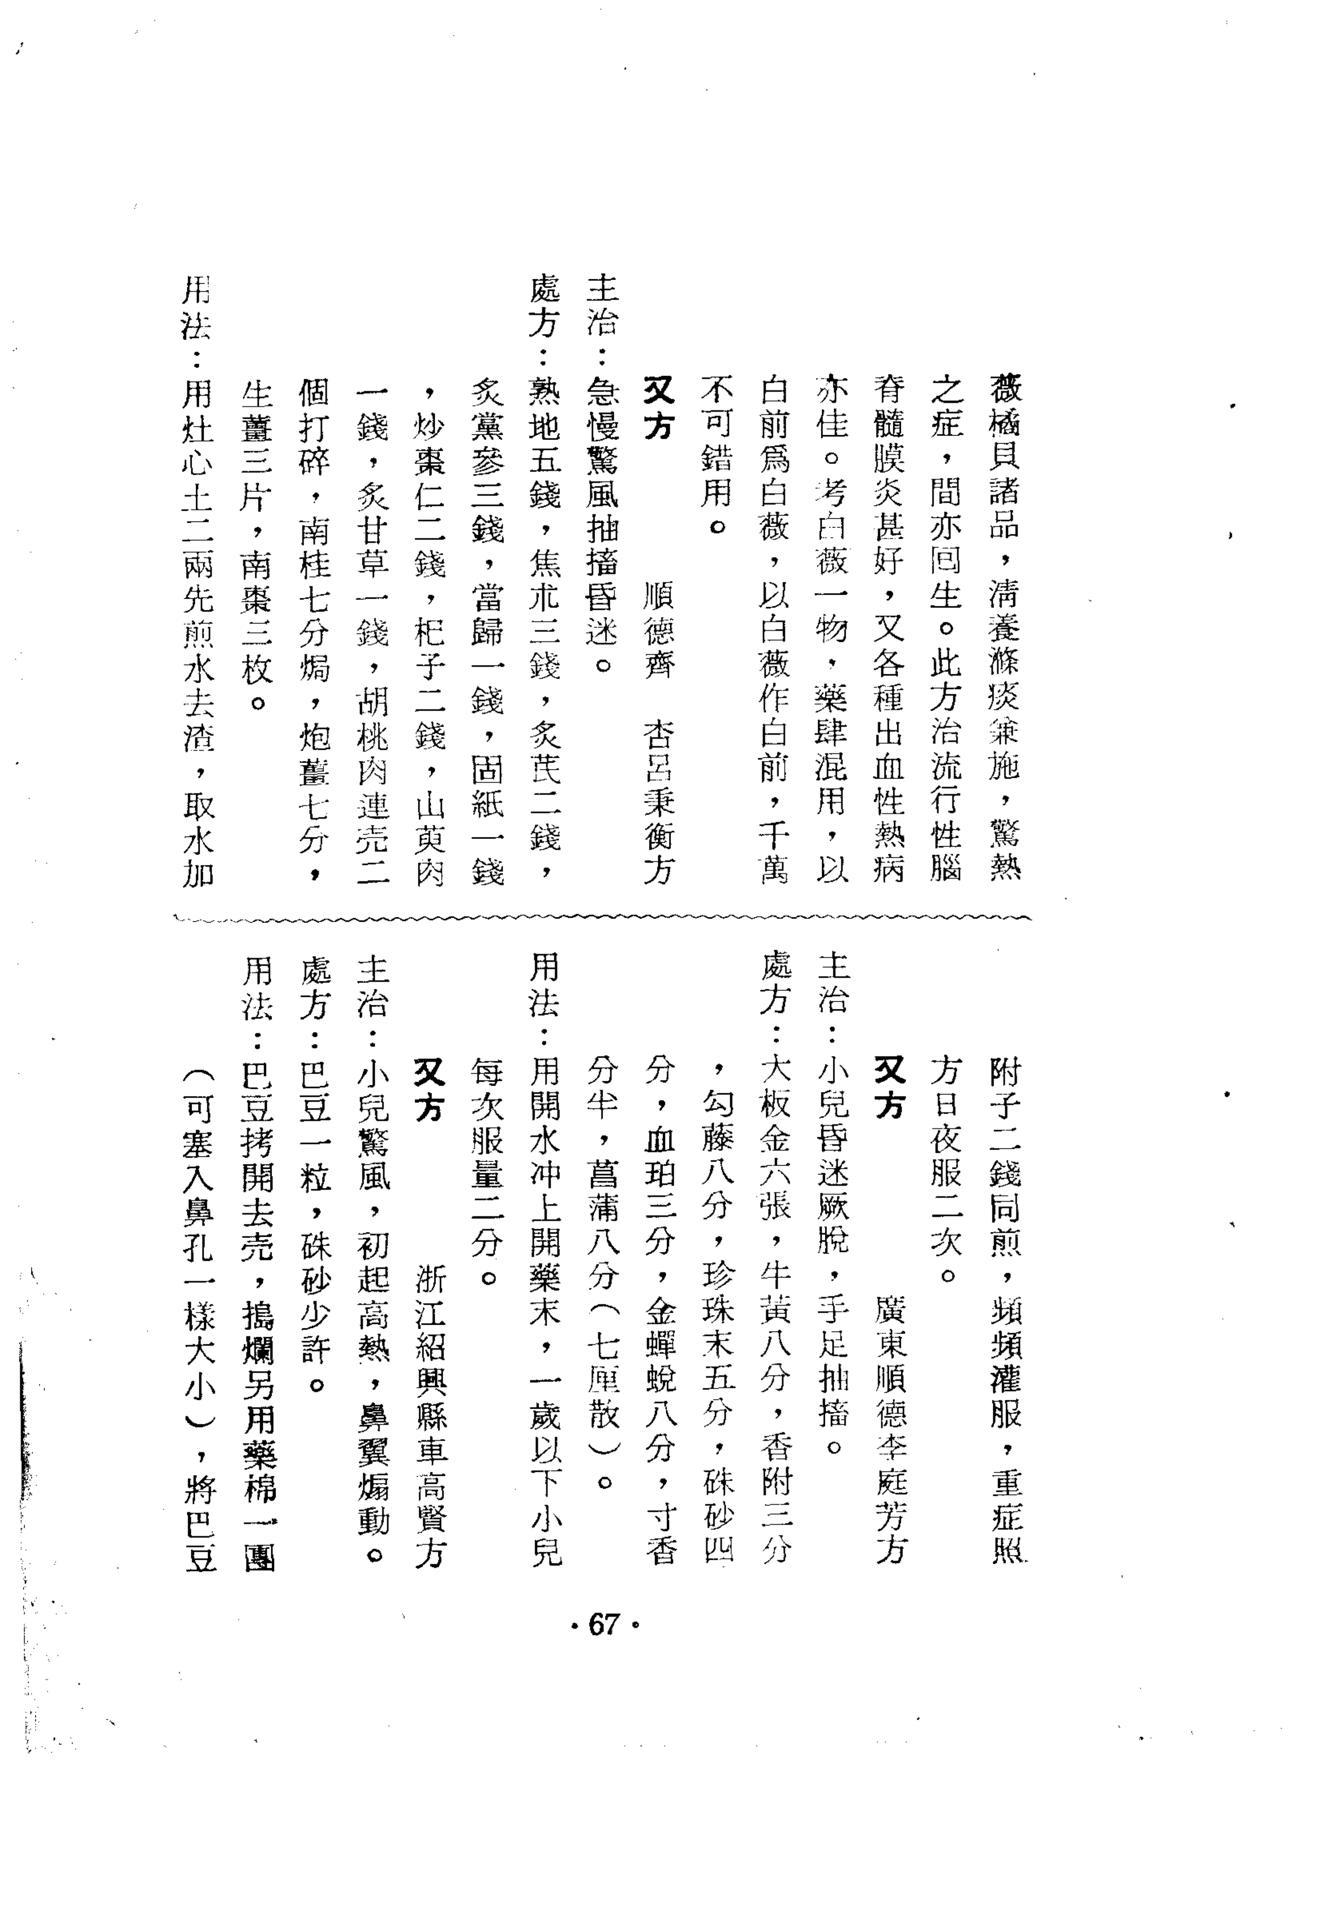 薇橘貝諸品，淸養滌痰兼施，驚熱
之症，間亦回生。此方治流行性腦
脊髓膜炎甚好，又各種出血性熱病
亦佳。考白薇一物，藥肆混用，以
白前爲白薇，以白薇作白前，千萬
不可錯用。
又方　順德齊　杏呂秉衡方
主治：急慢驚風抽搐昏迷。
處方：熟地五錢，焦朮三錢，炙芪二錢，
炙黨參三錢，當歸一錢，固紙一錢
，炒棗仁二錢，杞子二錢，山萸肉
一錢，炙甘草一錢，胡桃肉連壳二
個打碎，南桂七分焗，炮薑七分，
生薑三片，南棗三枚。
用法：用灶心土二兩先煎水去渣，取水加
附子二錢同煎，頻頻灌服，重症照
方日夜服二次。
又方　廣東順德李庭芳方
主治：小兒昏迷厥脫，手足抽搐。
處方：大板金六張，牛黃八分，香附三分
，勾藤八分，珍珠末五分，硃砂四
分，血珀三分，金蟬蛻八分，寸香
分半，菖蒲八分（七厘散）。
用法：用開水冲上開藥末，一歲以下小兒
每次服量二分。
又方　浙江紹興縣車高賢方
主治：小兒驚風，初起高熱，鼻翼煽動。
處方：巴豆一粒，硃砂少許。
用法：巴豆拷開去壳，搗爛另用藥棉一團
（可塞入鼻孔一樣大小），將巴豆
·67·